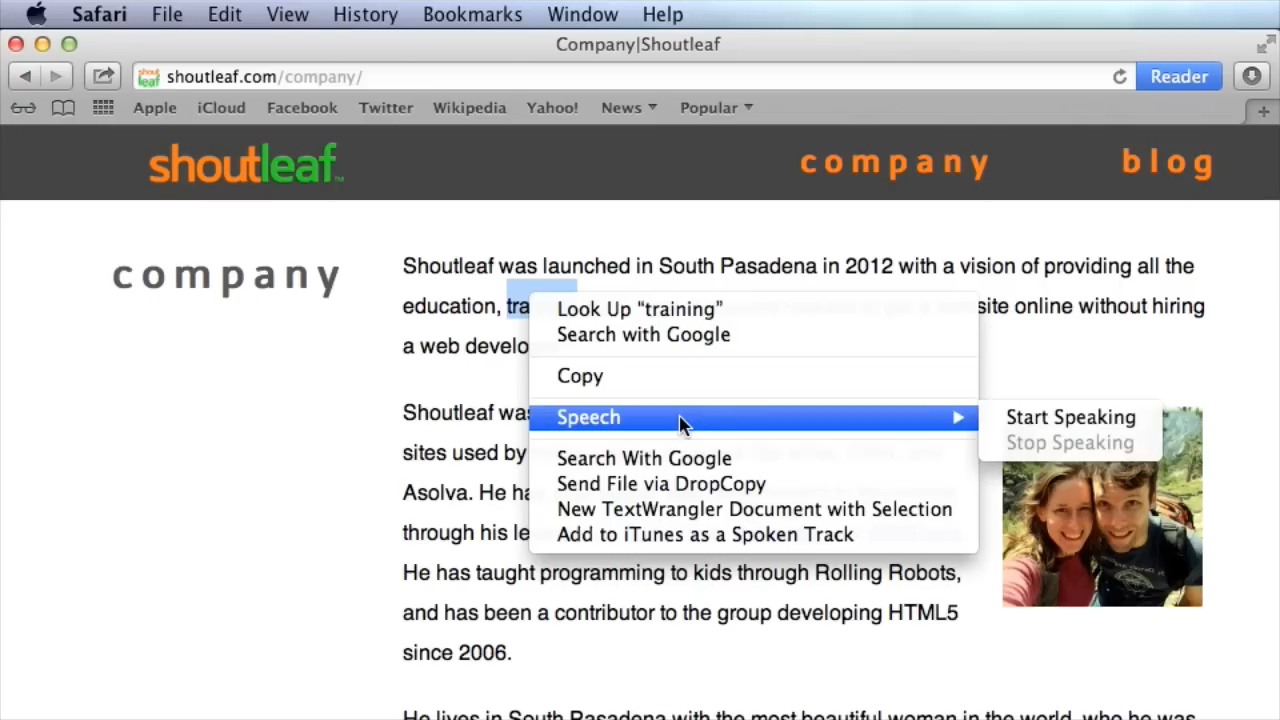 Safari File Edit View History Bookmarks Window Help
Company|Shoutleaf
shoutleaf.com/company/
Reader
Apple iCloud Facebook Twitter Wikipedia Yahoo! News Popular
shoutleaf™ company blog
company
Shoutleaf was launched in South Pasadena in 2012 with a vision of providing all the
education, tra site online without hiring
a web develo
Look Up “training”
Search with Google
Copy
Speech
Start Speaking
Stop Speaking
Search With Google
Send File via DropCopy
New TextWrangler Document with Selection
Add to iTunes as a Spoken Track
Shoutleaf was
sites used by
Asolva. He ha
through his le
He has taught programming to kids through Rolling Robots,
and has been a contributor to the group developing HTML5
since 2006.
He lives in South Pasadena with the most beautiful woman in the world, who he was